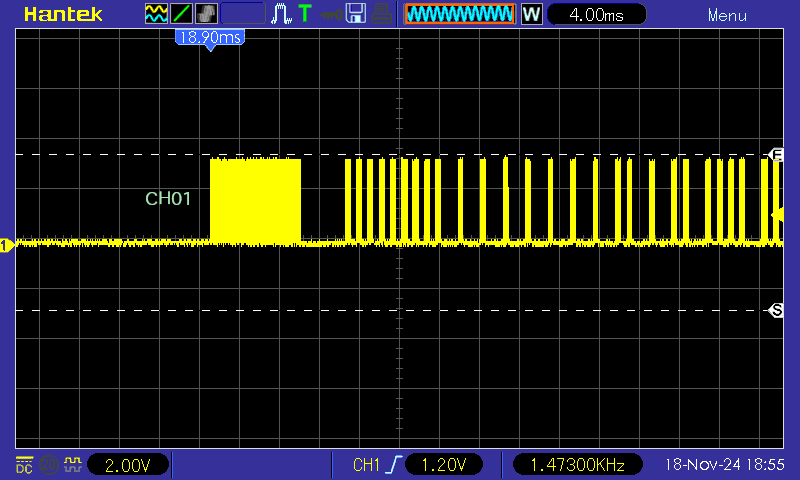 Hantek T W 4.00ms Menu
18.90ms
E
CH01
1
S
DC 2.00V CH1 1.20V 1.47300KHz 18-Nov-24 18:55